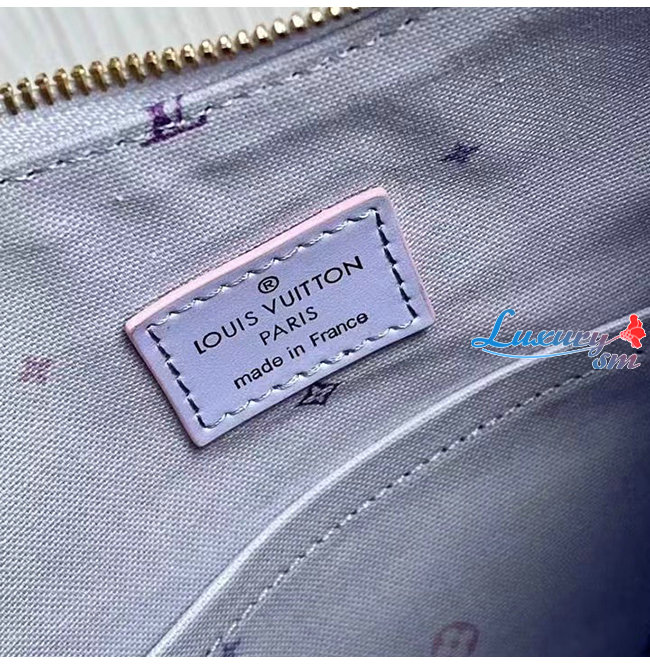 ®
LOUIS VUITTON
PARIS
made in France
Luxury
sm